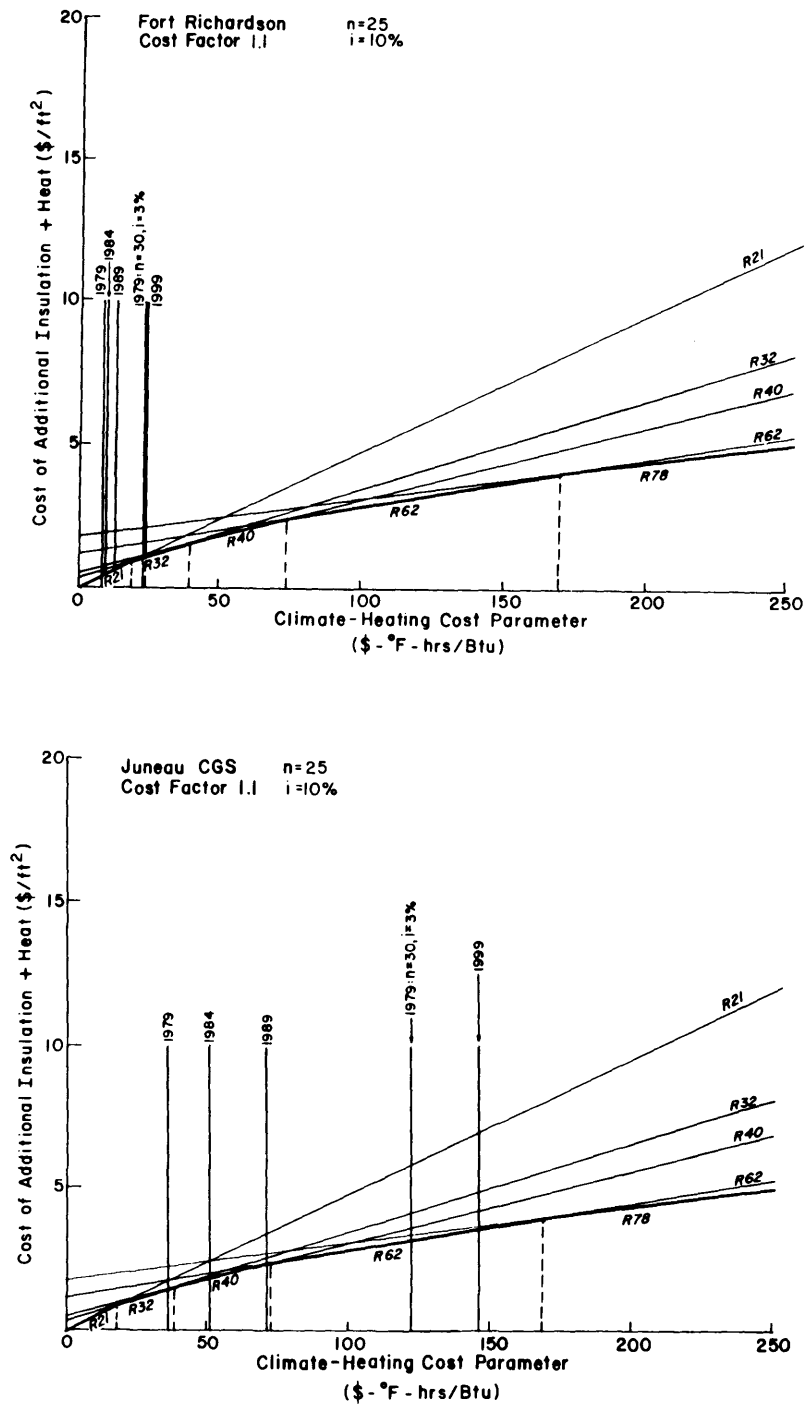 Fort Richardson n=25
Cost Factor 1.1 i=10%
20
15
10
5
0
Cost of Additional Insulation + Heat ($/ft²)
1979
1984
1989
1979:n=30,i=3%
1999
R21
R32
R40
R62
R78
R62
R40
R32
R21
0 50 100 150 200 250
Climate-Heating Cost Parameter
($-°F-hrs/Btu)
Juneau CGS n=25
Cost Factor 1.1 i=10%
20
15
10
5
0
Cost of Additional Insulation + Heat ($/ft²)
1979
1984
1989
1979:n=30,i=3%
1999
R21
R32
R40
R62
R78
R62
R40
R32
R21
0 50 100 150 200 250
Climate-Heating Cost Parameter
($-°F-hrs/Btu)